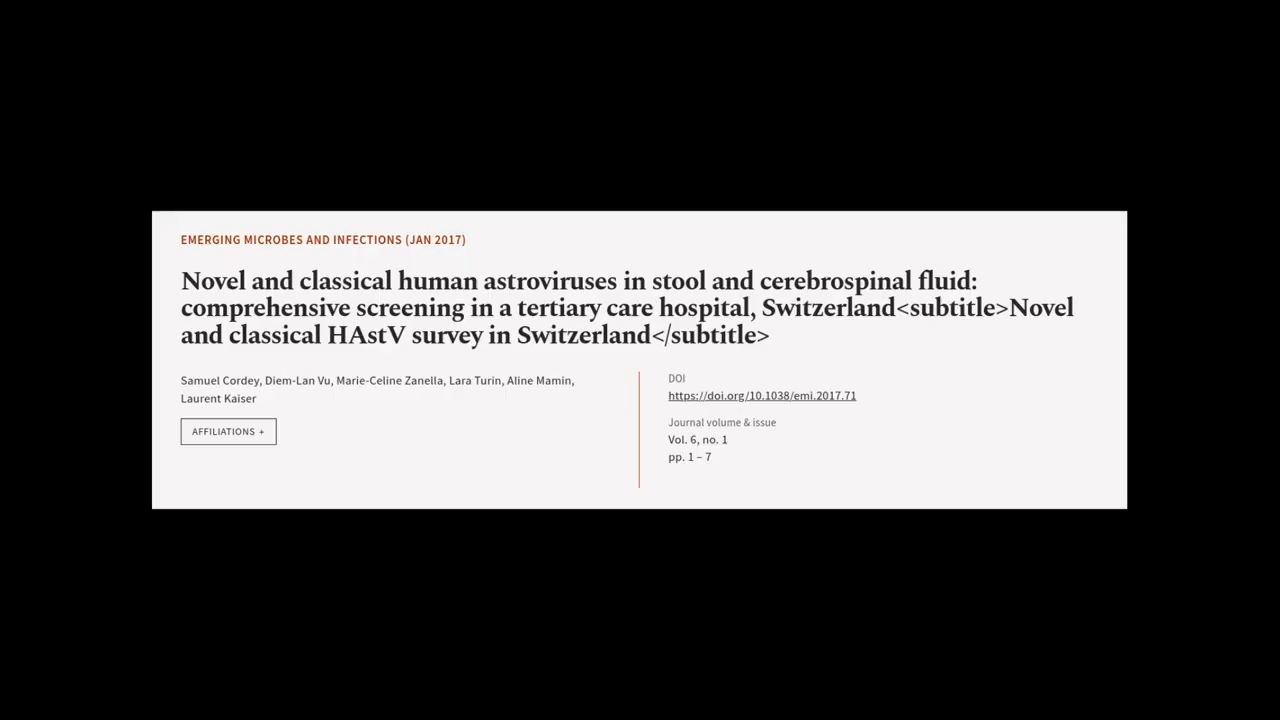 EMERGING MICROBES AND INFECTIONS (JAN 2017)
Novel and classical human astroviruses in stool and cerebrospinal fluid:
comprehensive screening in a tertiary care hospital, Switzerland<subtitle>Novel
and classical HAstV survey in Switzerland</subtitle>
Samuel Cordey, Diem-Lan Vu, Marie-Celine Zanella, Lara Turin, Aline Mamin,
Laurent Kaiser
AFFILIATIONS +
DOI
https://doi.org/10.1038/emi.2017.71
Journal volume & issue
Vol. 6, no. 1
pp. 1 – 7